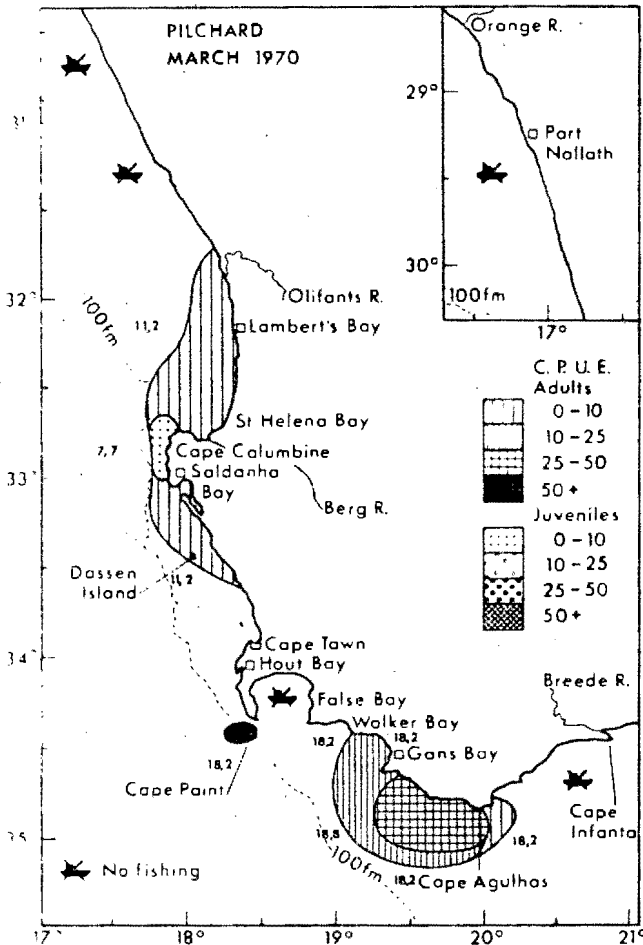 PILCHARD
MARCH 1970
Orange R.
29°
Port
Nollath
30°
100fm
17°
31°
32°
100fm
11,2
Olifants R.
Lambert's Bay
St Helena Bay
7,7
Cape Columbine
Saldanha
Bay
33°
Berg R.
Dassen
Island
11,2
C. P. U. E.
Adults
0-10
10-25
25-50
50+
Juveniles
0-10
10-25
25-50
50+
34°
Cape Town
Hout Bay
False Bay
Walker Bay
18,2
18,2
Gans Bay
Breede R.
18,2
Cape Point
Cape
Infanta
18,8
18,2
35°
100fm
18,2
Cape Agulhas
No fishing
17°
18°
19°
20°
21°